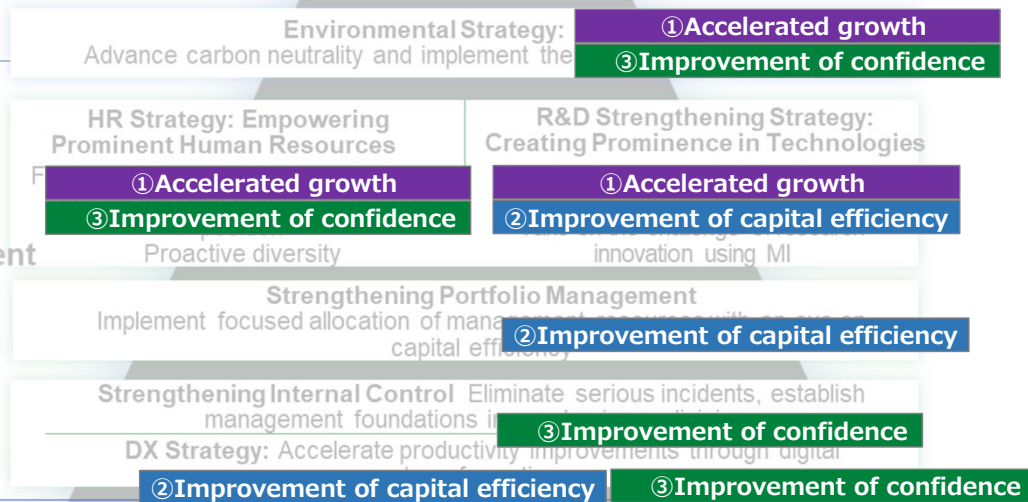 Environmental Strategy:
①Accelerated growth
Advance carbon neutrality and implement the
③Improvement of confidence
HR Strategy: Empowering
Prominent Human Resources
①Accelerated growth
③Improvement of confidence
Proactive diversity
R&D Strengthening Strategy:
Creating Prominence in Technologies
①Accelerated growth
②Improvement of capital efficiency
innovation using MI
ent
Strengthening Portfolio Management
Implement focused allocation of
②Improvement of capital efficiency
capital
Strengthening Internal Control Eliminate serious incidents, establish
management foundations
③Improvement of confidence
DX Strategy: Accelerate productivity improvements through digital
②Improvement of capital efficiency
③Improvement of confidence